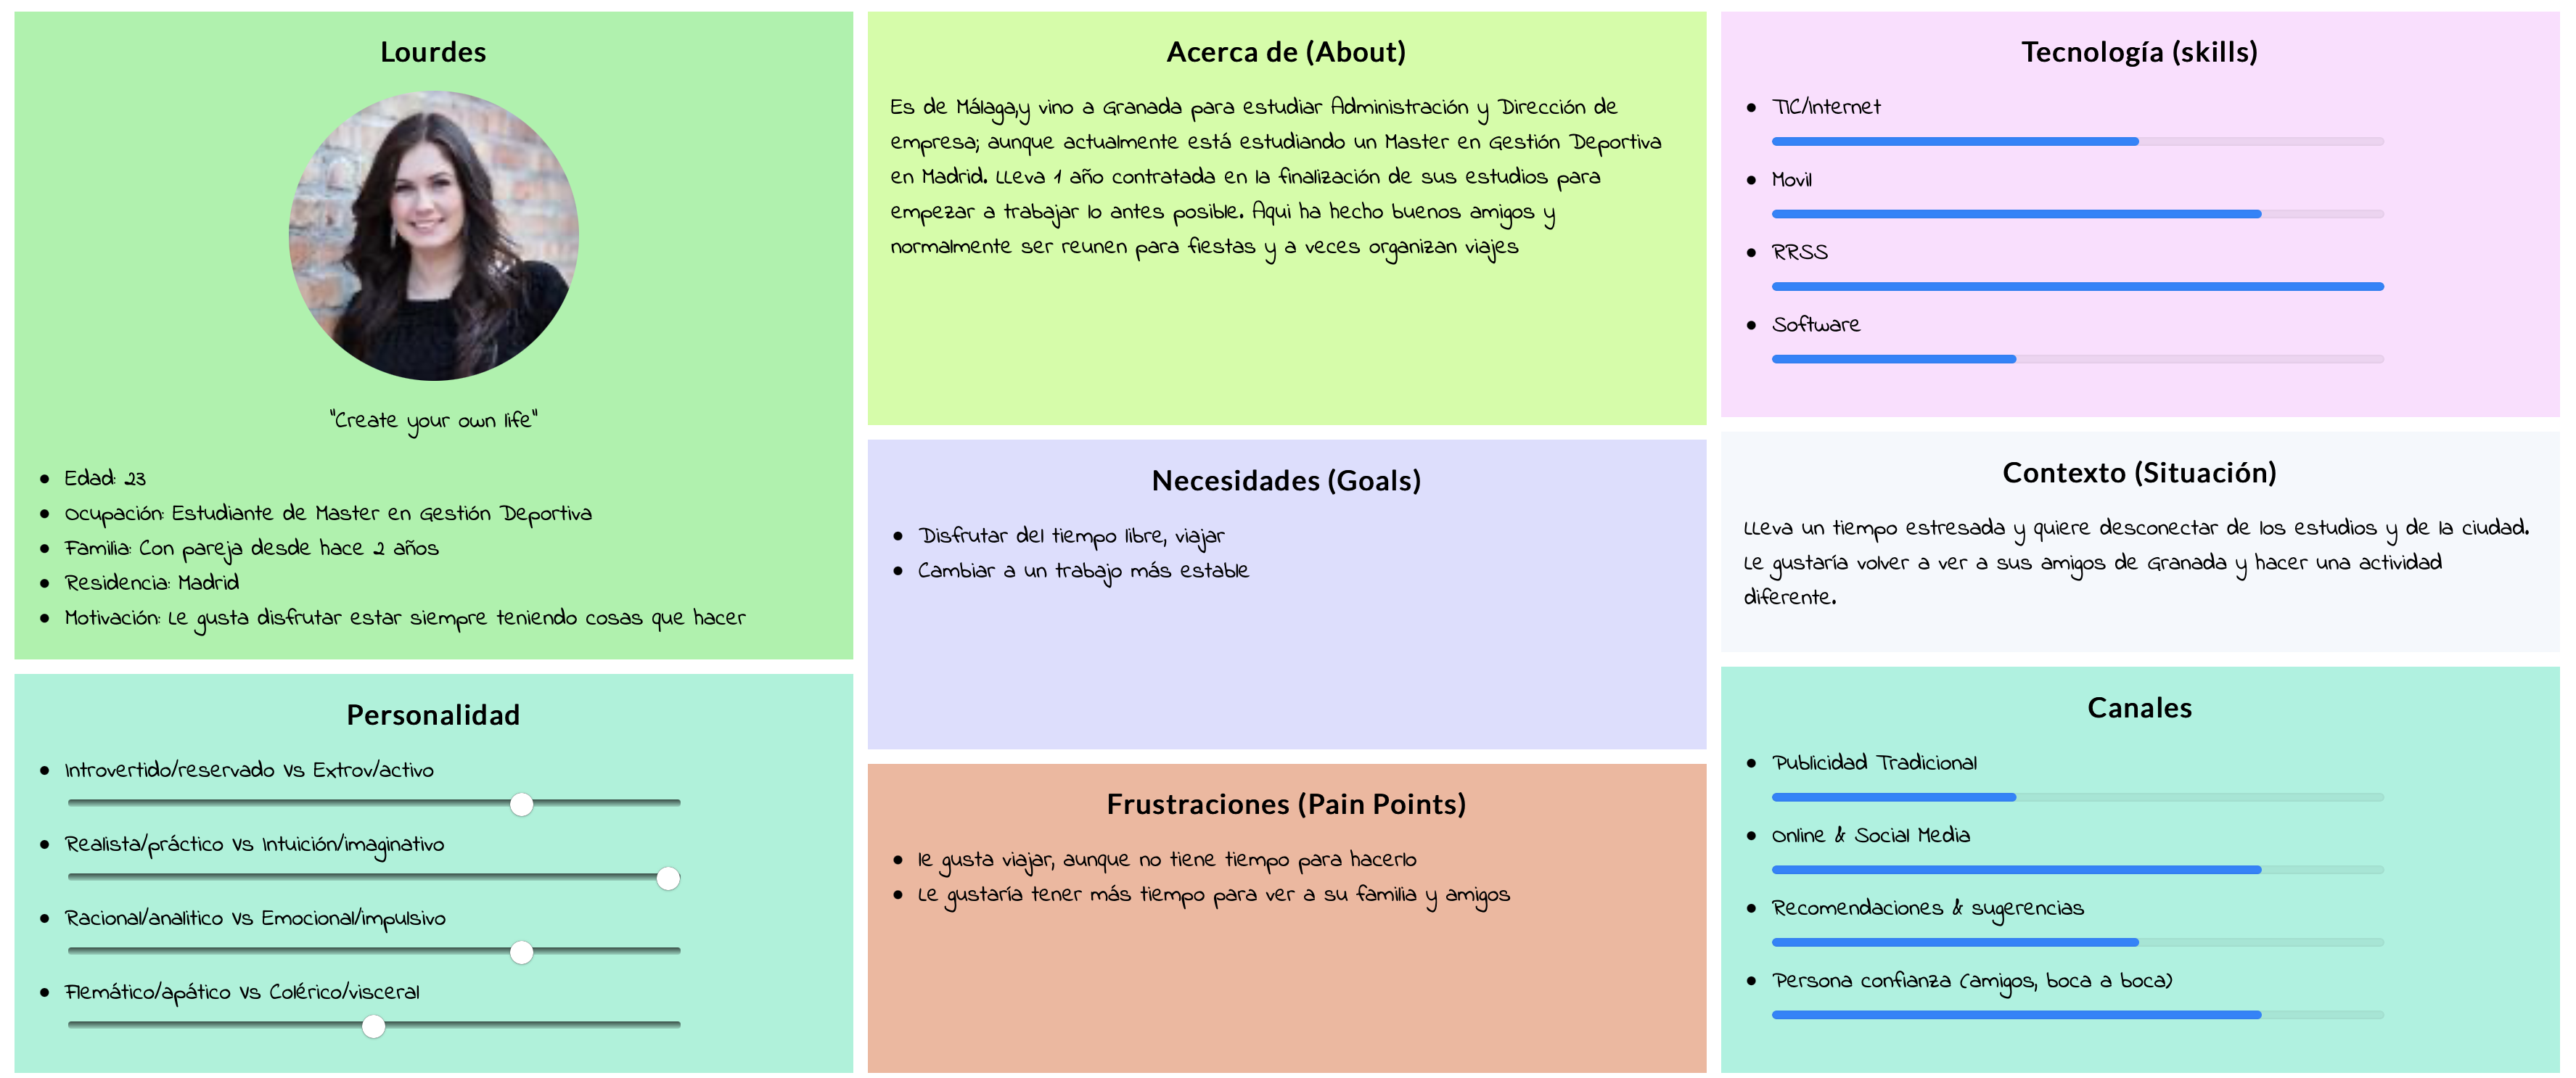 Lourdes
"Create your own life"
Edad: 23
Ocupación: Estudiante de Master en Gestión Deportiva
Familia: Con pareja desde hace 2 años
Residencia: Madrid
Motivación: Le gusta disfrutar estar siempre teniendo cosas que hacer
Personalidad
Introvertido/reservado Vs Extrov/activo
Realista/práctico Vs Intuición/imaginativo
Racional/analitico Vs Emocional/impulsivo
Flemático/apático Vs Colérico/visceral
Acerca de (About)
Es de Málaga,y vino a Granada para estudiar Administración y Dirección de
empresa; aunque actualmente está estudiando un Master en Gestión Deportiva
en Madrid. LLeva 1 año contratada en la finalización de sus estudios para
empezar a trabajar lo antes posible. Aqui ha hecho buenos amigos y
normalmente ser reunen para fiestas y a veces organizan viajes
Necesidades (Goals)
Disfrutar del tiempo libre, viajar
Cambiar a un trabajo más estable
Frustraciones (Pain Points)
le gusta viajar, aunque no tiene tiempo para hacerlo
Le gustaría tener más tiempo para ver a su familia y amigos
Tecnología (skills)
TIC/Internet
Movil
RRSS
Software
Contexto (Situación)
LLeva un tiempo estresada y quiere desconectar de los estudios y de la ciudad.
Le gustaría volver a ver a sus amigos de Granada y hacer una actividad
diferente.
Canales
Publicidad Tradicional
Online & Social Media
Recomendaciones & sugerencias
Persona confianza (amigos, boca a boca)